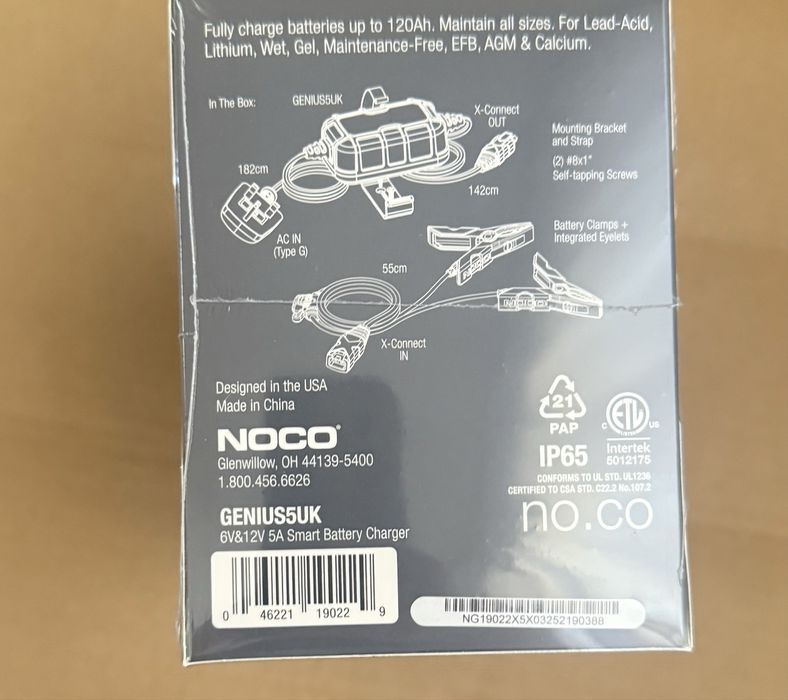 Fully charge batteries up to 120Ah. Maintain all sizes. For Lead-Acid,
Lithium, Wet, Gel, Maintenance-Free, EFB, AGM & Calcium.
In The Box:
GENIUS5UK
X-Connect
OUT
Mounting Bracket
and Strap
(2) #8x1"
Self-tapping Screws
182cm
142cm
AC IN
(Type G)
Battery Clamps +
Integrated Eyelets
55cm
NOCO
X-Connect
IN
Designed in the USA
Made in China
NOCO®
Glenwillow, OH 44139-5400
1.800.456.6626
21
PAP
IP65
C ETL US
Intertek
5012175
CONFORMS TO UL STD. UL1236
CERTIFIED TO CSA STD. C22.2 No.107.2
no.co
GENIUS5UK
6V&12V 5A Smart Battery Charger
0 46221 19022 9
NG19022X5X03252190388